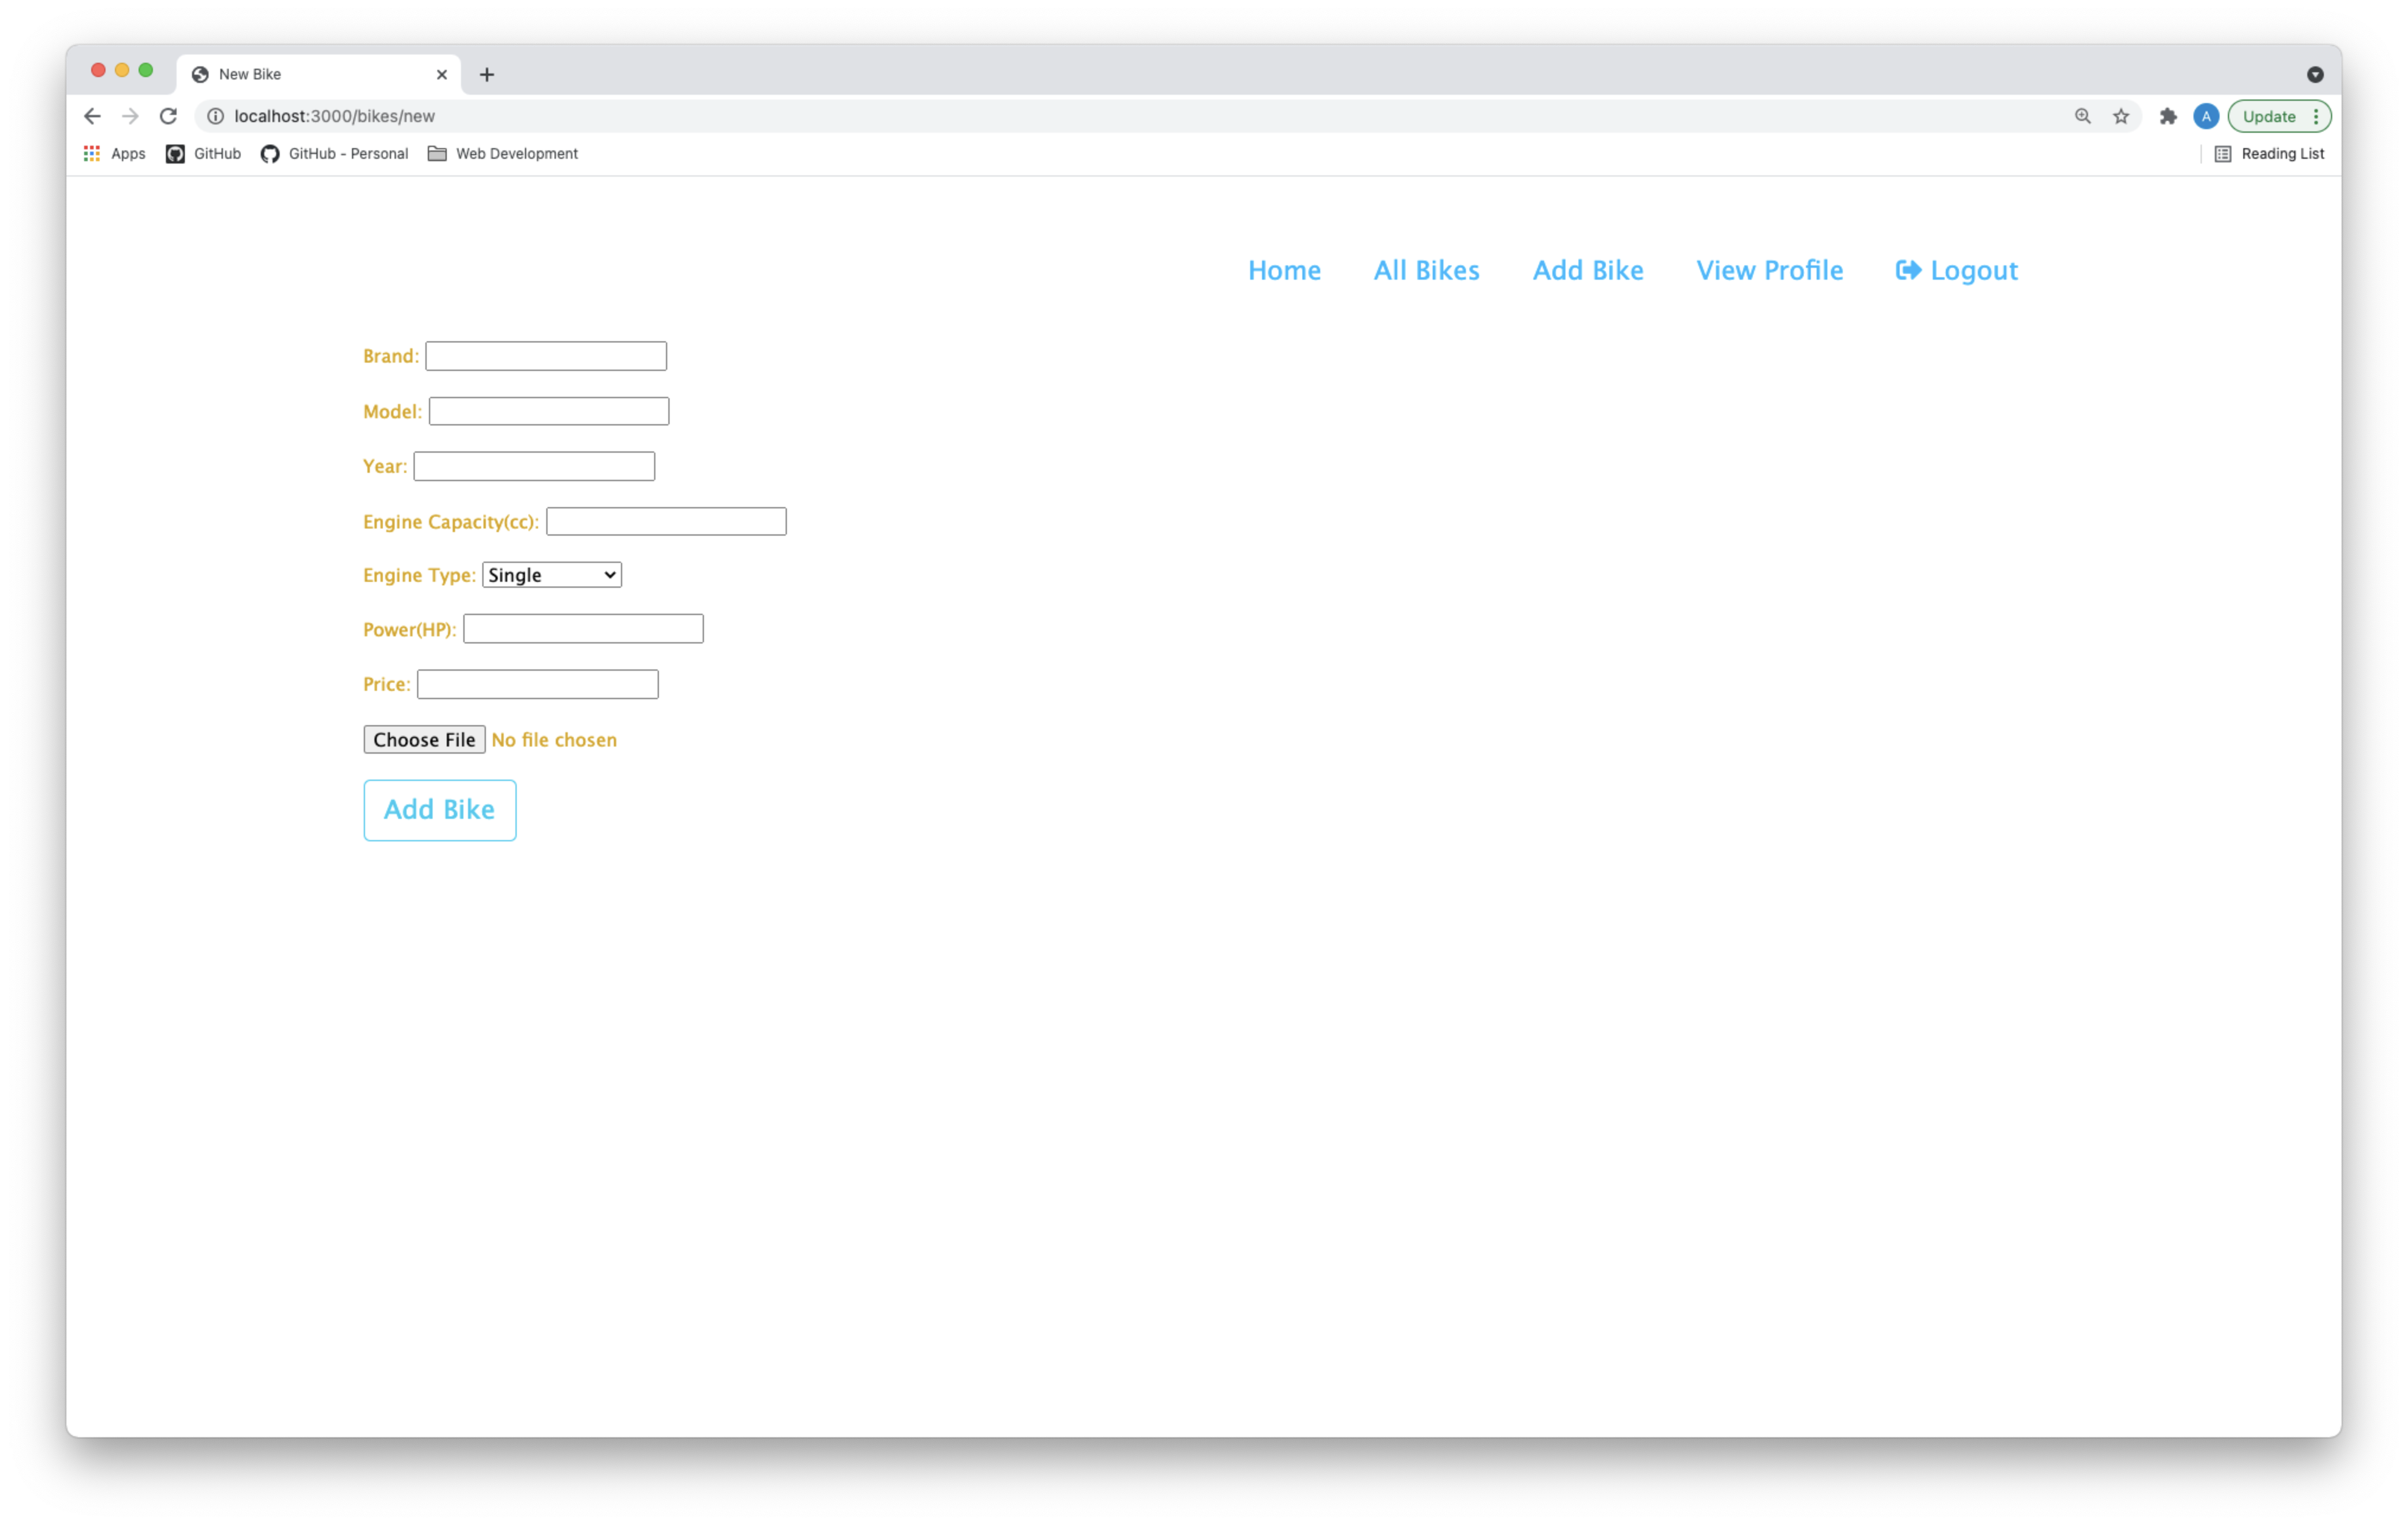 New Bike
localhost:3000/bikes/new
A
Update
Apps GitHub GitHub - Personal Web Development Reading List
Home All Bikes Add Bike View Profile Logout
Brand:
Model:
Year:
Engine Capacity(cc):
Engine Type: Single
Power(HP):
Price:
Choose File No file chosen
Add Bike